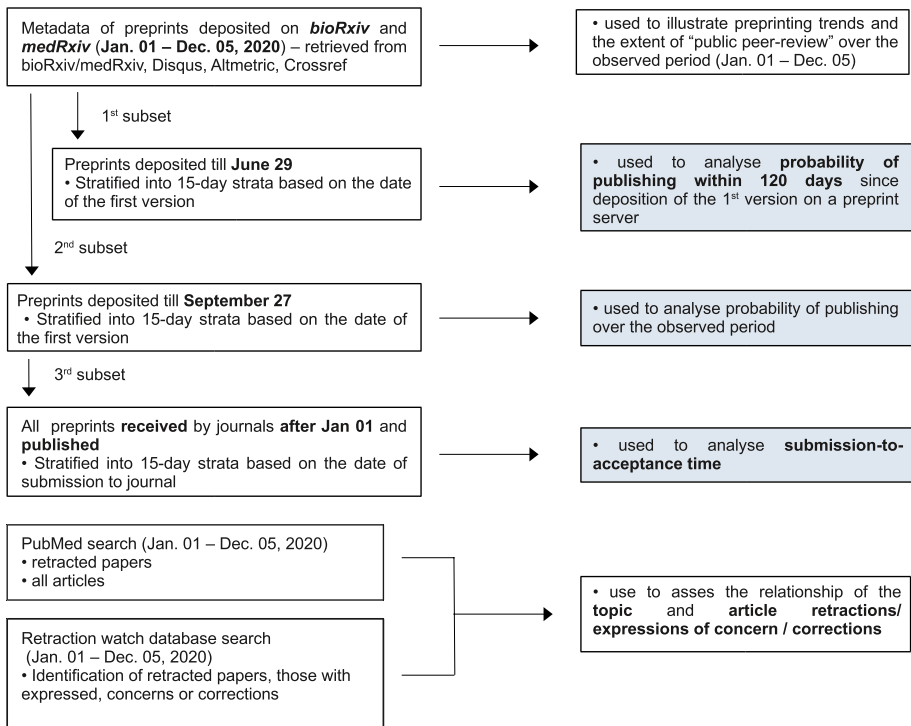 Metadata of preprints deposited on bioRxiv and
medRxiv (Jan. 01 – Dec. 05, 2020) – retrieved from
bioRxiv/medRxiv, Disqus, Altmetric, Crossref
• used to illustrate preprinting trends and
the extent of “public peer-review” over the
observed period (Jan. 01 – Dec. 05)
1st subset
Preprints deposited till June 29
• Stratified into 15-day strata based on the date
of the first version
• used to analyse probability of
publishing within 120 days since
deposition of the 1st version on a preprint
server
2nd subset
Preprints deposited till September 27
• Stratified into 15-day strata based on the date of
the first version
• used to analyse probability of publishing
over the observed period
3rd subset
All preprints received by journals after Jan 01 and
published
• Stratified into 15-day strata based on the date of
submission to journal
• used to analyse submission-to-
acceptance time
PubMed search (Jan. 01 – Dec. 05, 2020)
• retracted papers
• all articles
Retraction watch database search
(Jan. 01 – Dec. 05, 2020)
• Identification of retracted papers, those with
expressed, concerns or corrections
• use to asses the relationship of the
topic and article retractions/
expressions of concern / corrections